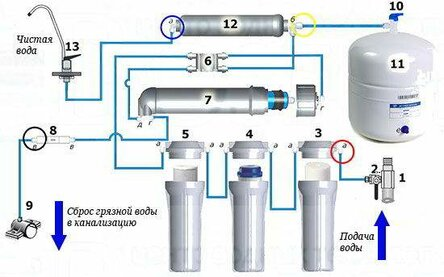 10
12
а
б
Чистая
вода
13
6
11
г
7
д
г
8
в
в
5
4
3
а
а
а
а
а
а
2
1
9
Сброс грязной воды
в канализацию
Подача
воды